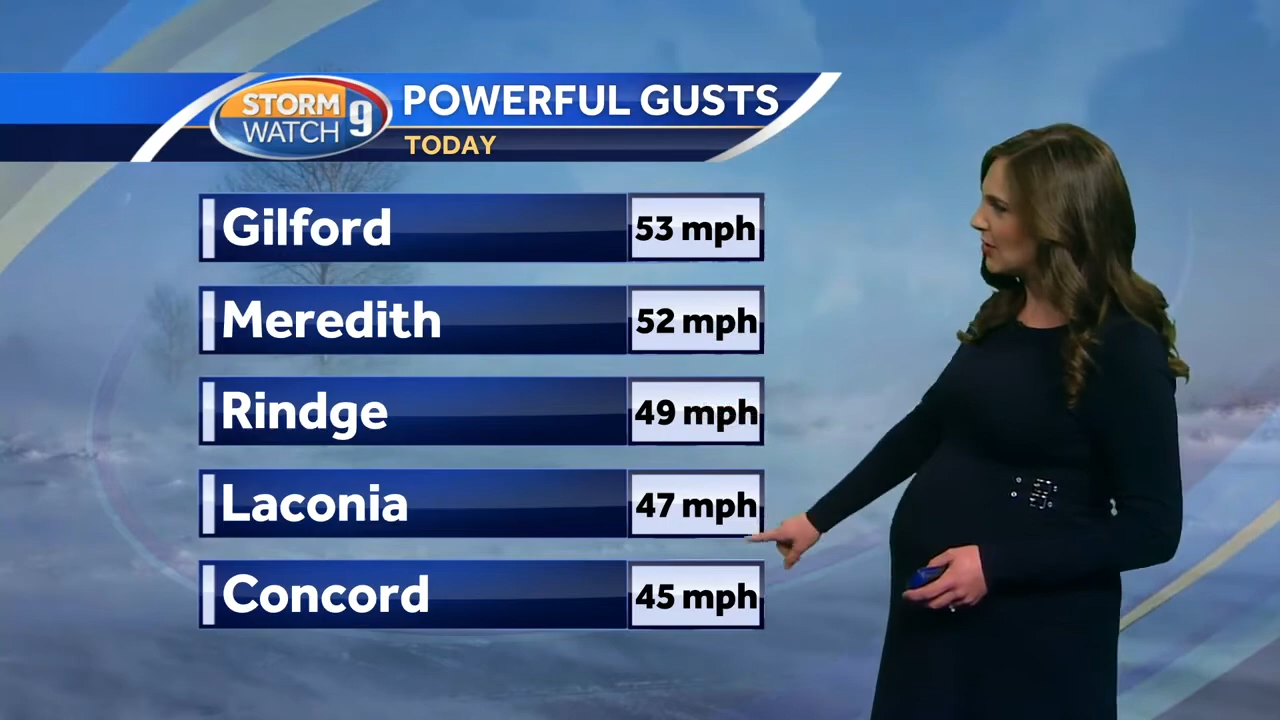 STORM
WATCH 9
POWERFUL GUSTS
TODAY
Gilford 53 mph
Meredith 52 mph
Rindge 49 mph
Laconia 47 mph
Concord 45 mph